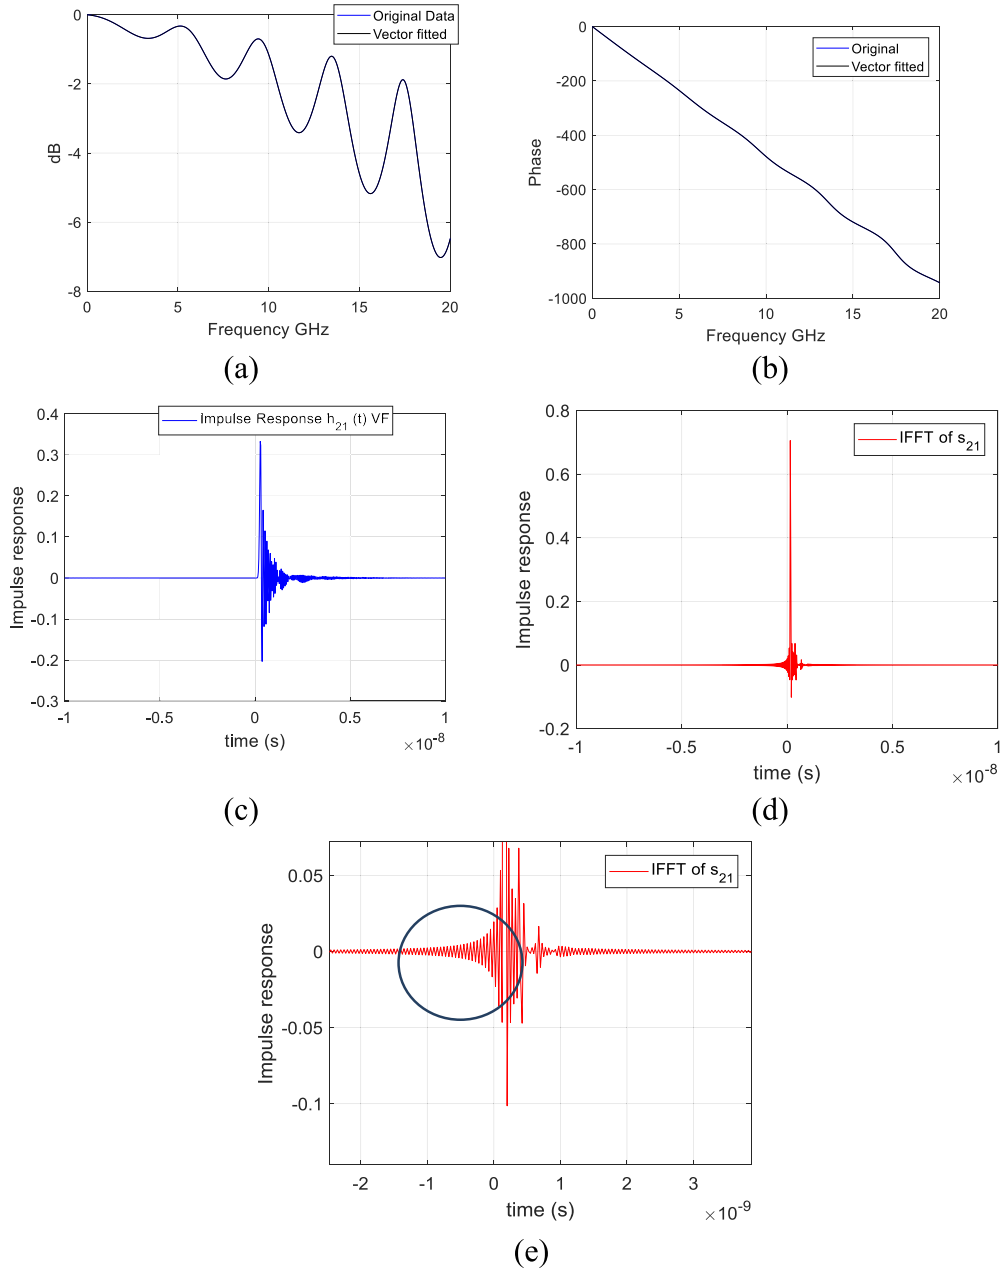 Original Data
Vector fitted
0
-2
-4
-6
-8
dB
0 5 10 15 20
Frequency GHz
(a)
Original
Vector fitted
0
-200
-400
-600
-800
-1000
Phase
0 5 10 15 20
Frequency GHz
(b)
Impulse Response h21 (t) VF
0.4
0.3
0.2
0.1
0
-0.1
-0.2
-0.3
Impulse response
-1 -0.5 0 0.5 1
time (s)
×10-8
(c)
IFFT of s21
0.8
0.6
0.4
0.2
0
-0.2
Impulse response
-1 -0.5 0 0.5 1
time (s)
×10-8
(d)
IFFT of s21
0.05
0
-0.05
-0.1
Impulse response
-2 -1 0 1 2 3
time (s)
×10-9
(e)